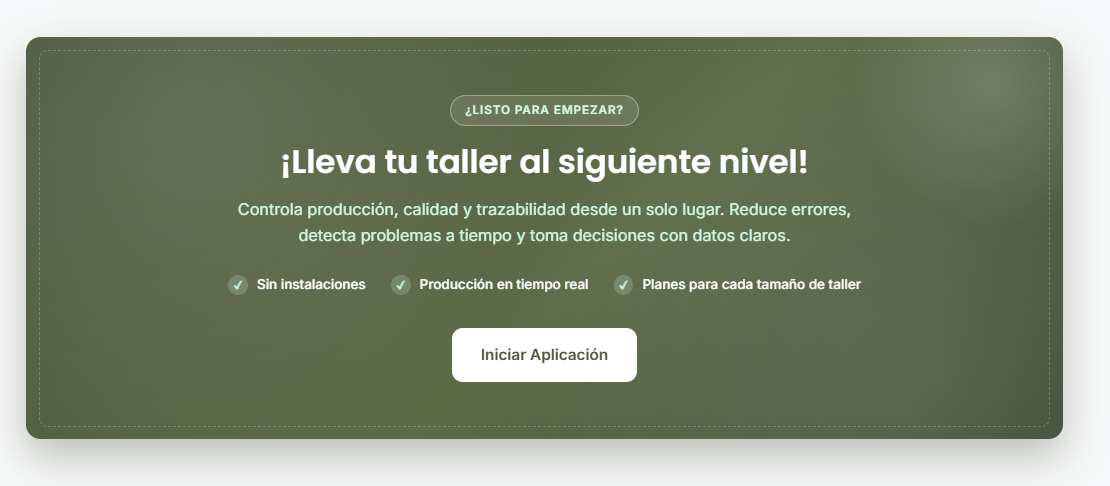 ¿LISTO PARA EMPEZAR?
¡Lleva tu taller al siguiente nivel!
Controla producción, calidad y trazabilidad desde un solo lugar. Reduce errores,
detecta problemas a tiempo y toma decisiones con datos claros.
Sin instalaciones
Producción en tiempo real
Planes para cada tamaño de taller
Iniciar Aplicación